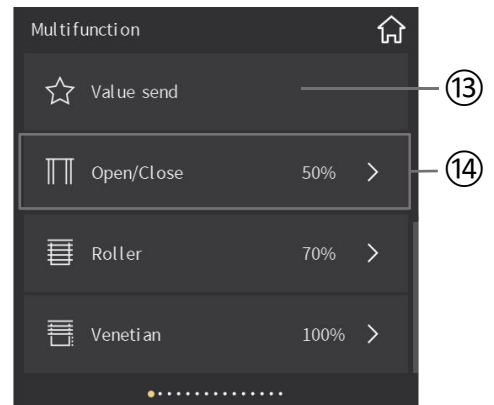 Multifunction
Value send
⑬
Open/Close 50%
⑭
Roller 70%
Venetian 100%